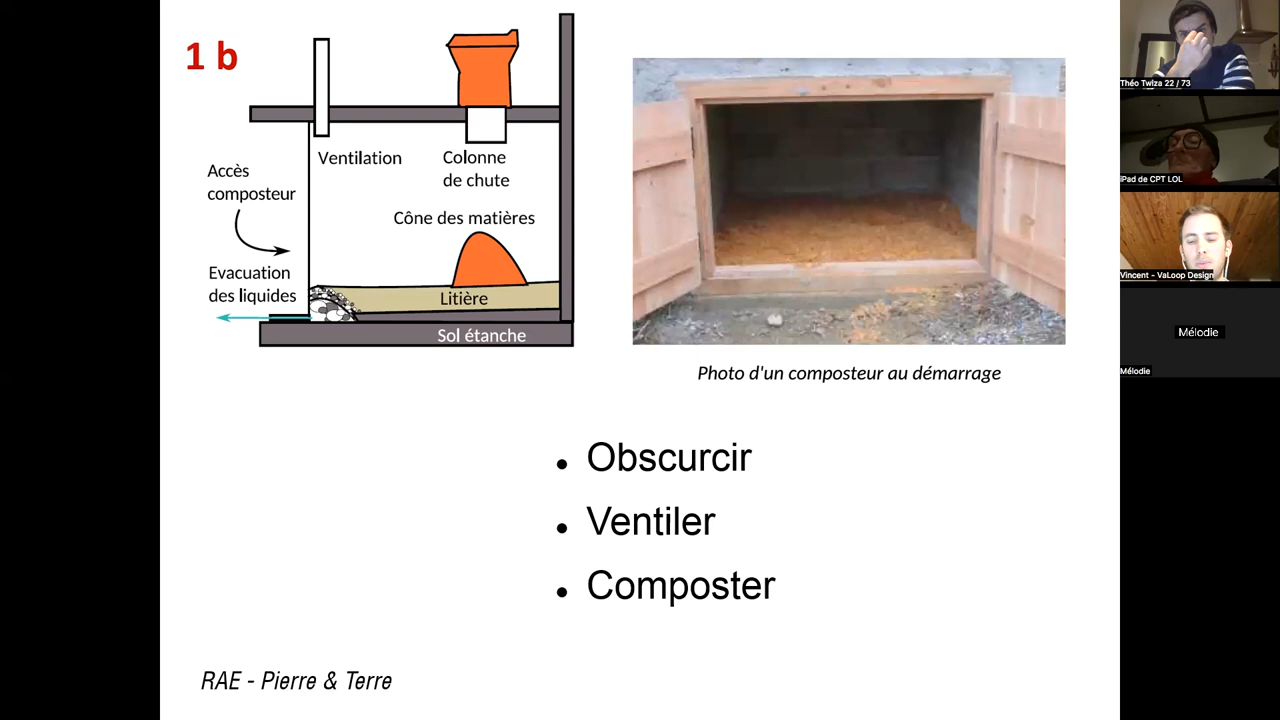 1 b
Ventilation
Colonne
de chute
Accès
composteur
Cône des matières
Evacuation
des liquides
Litière
Sol étanche
Photo d'un composteur au démarrage
• Obscurcir
• Ventiler
• Composter
RAE - Pierre & Terre
Théo Twiza 22 / 73
iPad de CPT LOL
Vincent - VaLoop Design
Mélodie
Mélodie